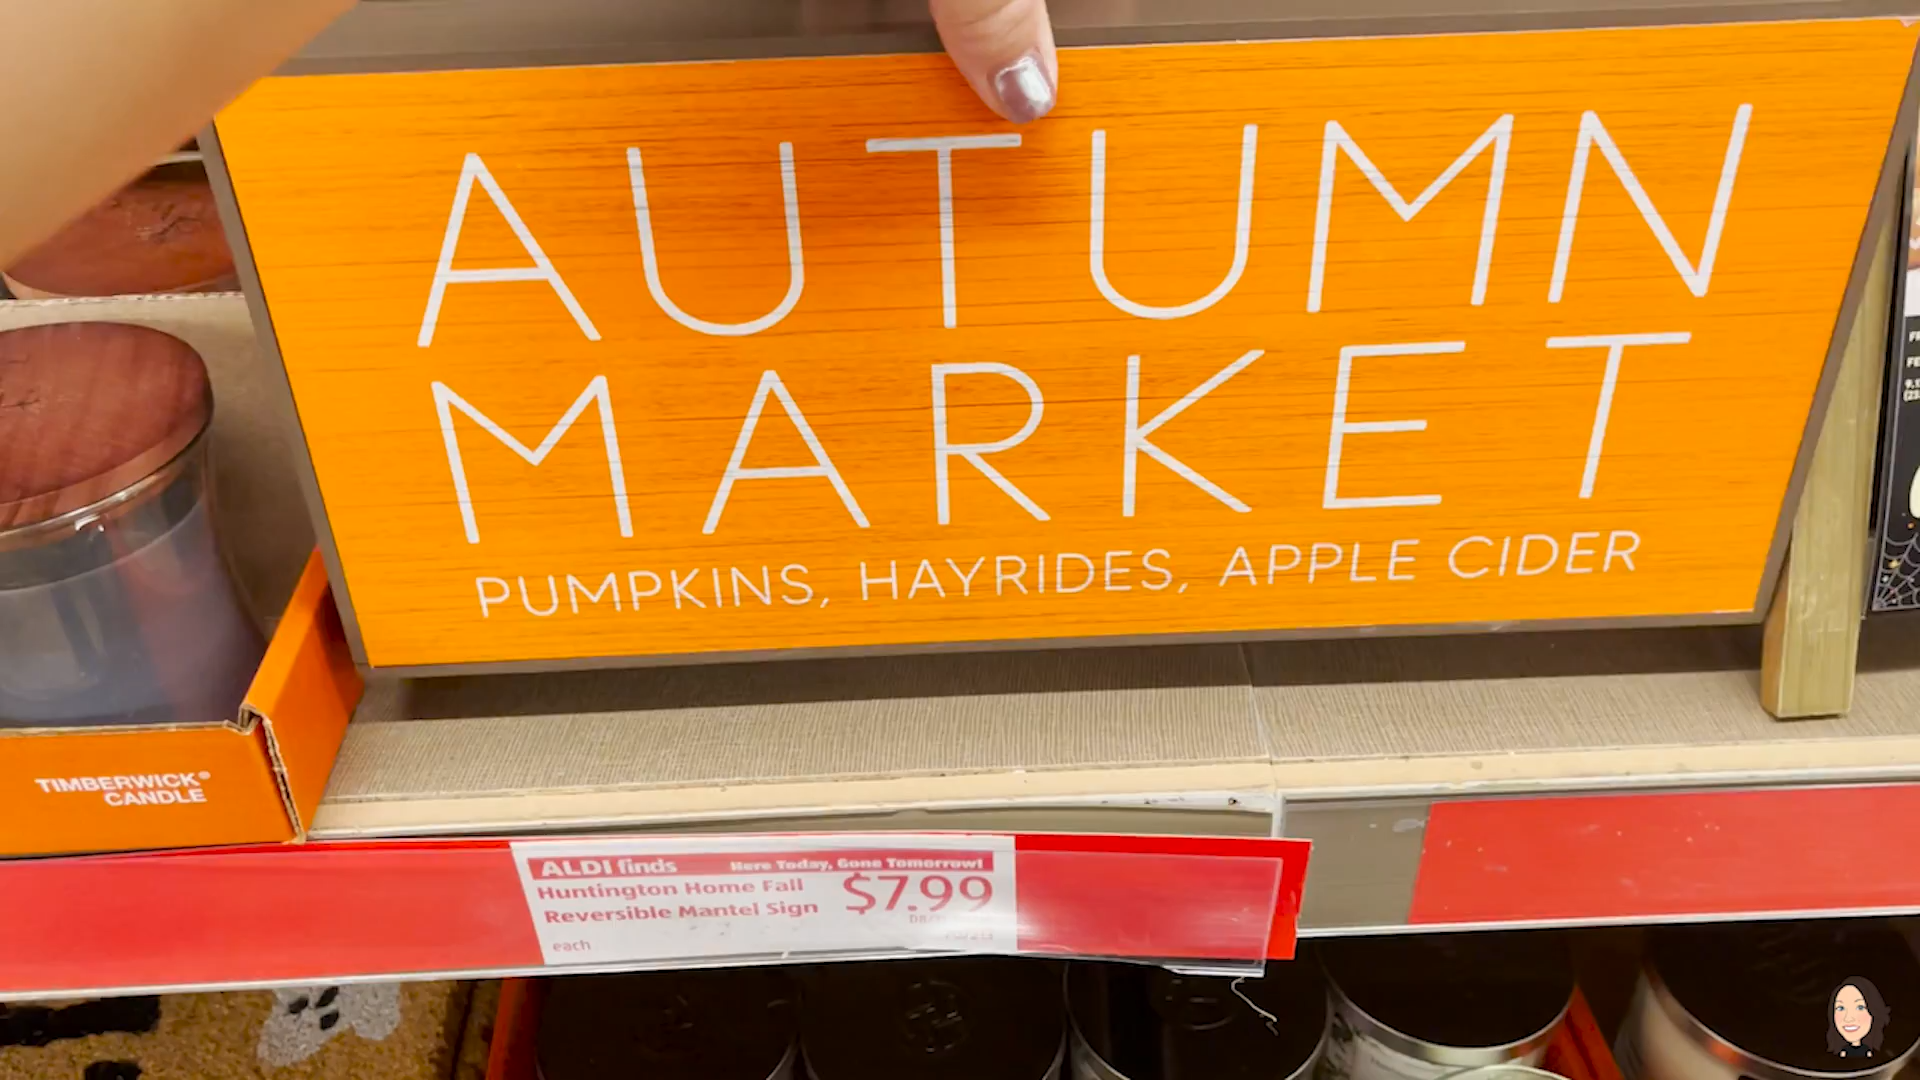 AUTUMN
MARKET
PUMPKINS, HAYRIDES, APPLE CIDER
TIMBERWICK®
CANDLE
ALDI finds Here Today, Gone Tomorrow!
Huntington Home Fall
Reversible Mantel Sign
$7.99
each